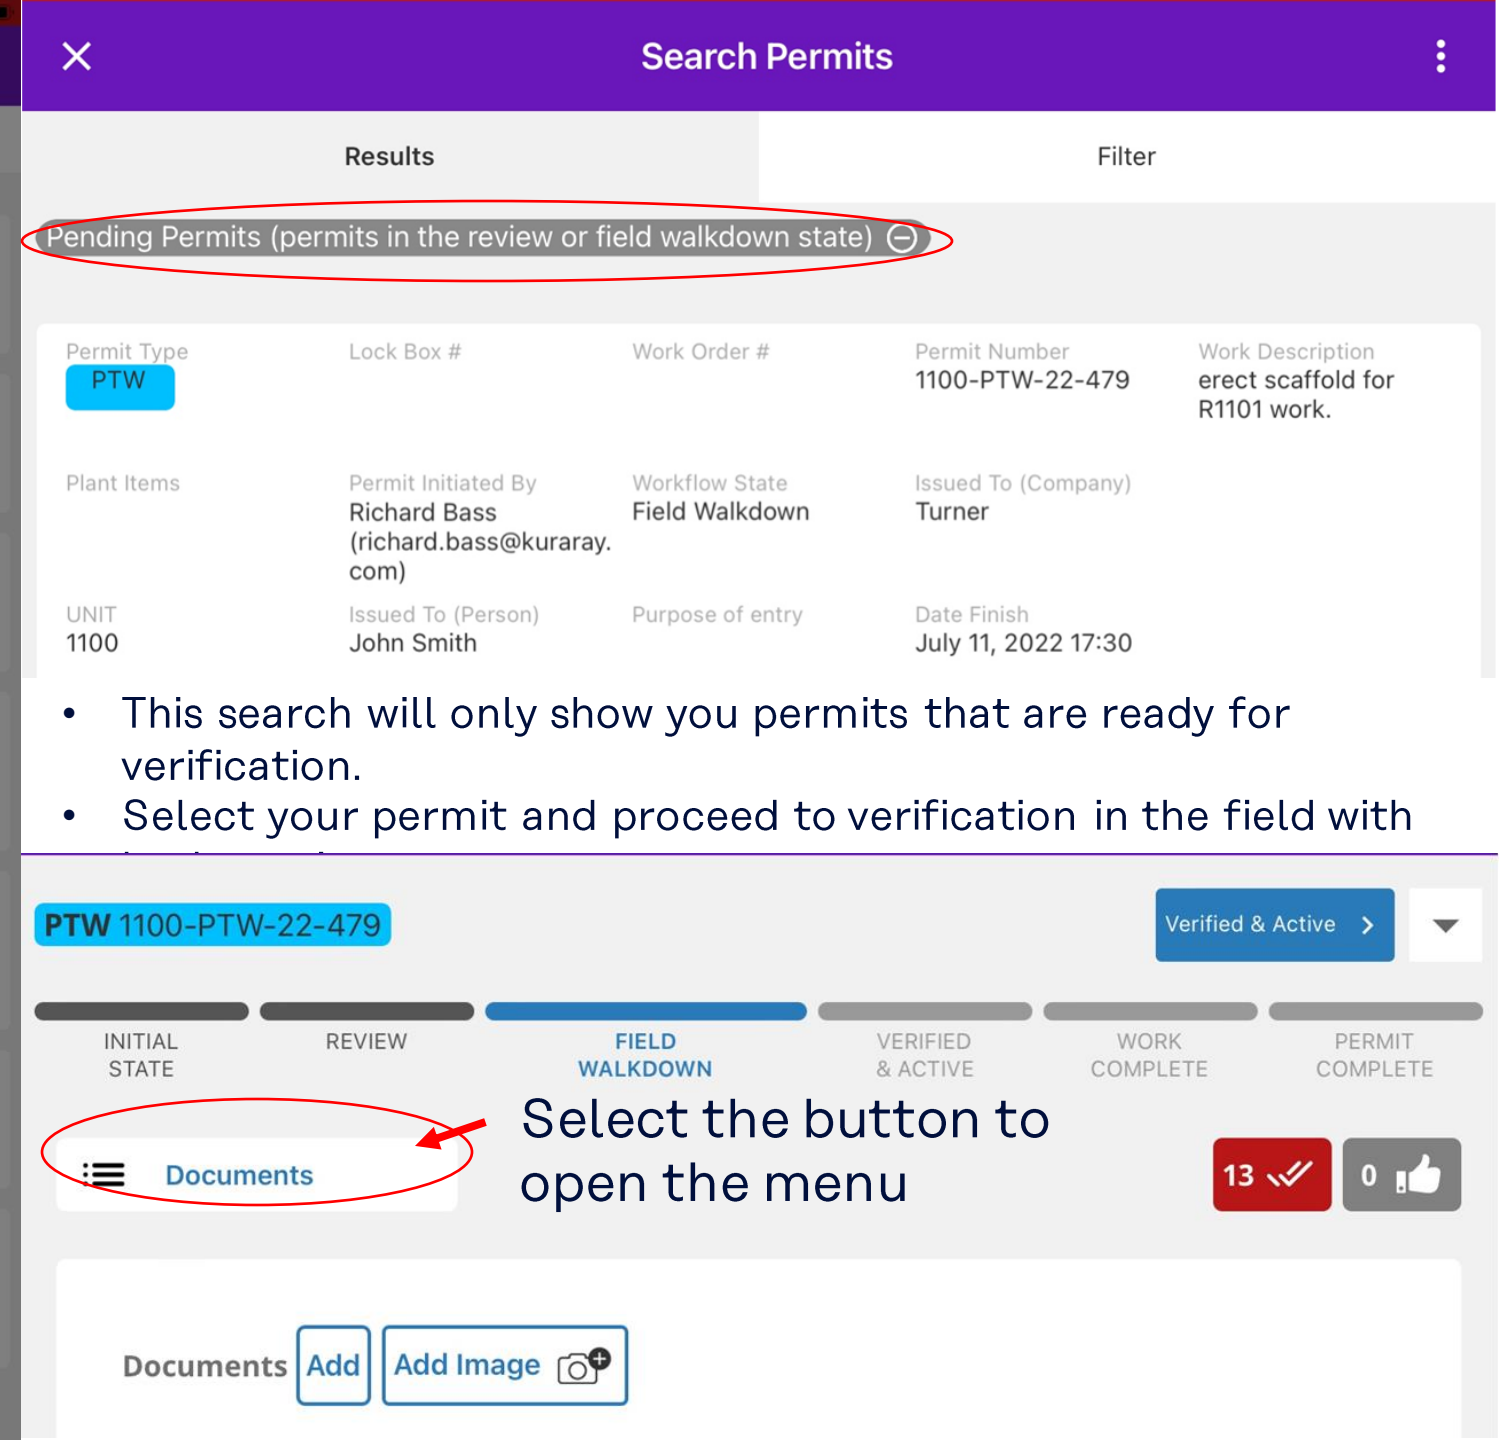 Search Permits
Results
Filter
Pending Permits (permits in the review or field walkdown state)
Permit Type
PTW
Lock Box #
Work Order #
Permit Number
1100-PTW-22-479
Work Description
erect scaffold for
R1101 work.
Plant Items
Permit Initiated By
Richard Bass
(richard.bass@kuraray.
com)
Workflow State
Field Walkdown
Issued To (Company)
Turner
UNIT
1100
Issued To (Person)
John Smith
Purpose of entry
Date Finish
July 11, 2022 17:30
• This search will only show you permits that are ready for
verification.
• Select your permit and proceed to verification in the field with
PTW 1100-PTW-22-479
Verified & Active
INITIAL
STATE
REVIEW
FIELD
WALKDOWN
VERIFIED
& ACTIVE
WORK
COMPLETE
PERMIT
COMPLETE
Documents
Select the button to
open the menu
13
0
Documents
Add
Add Image